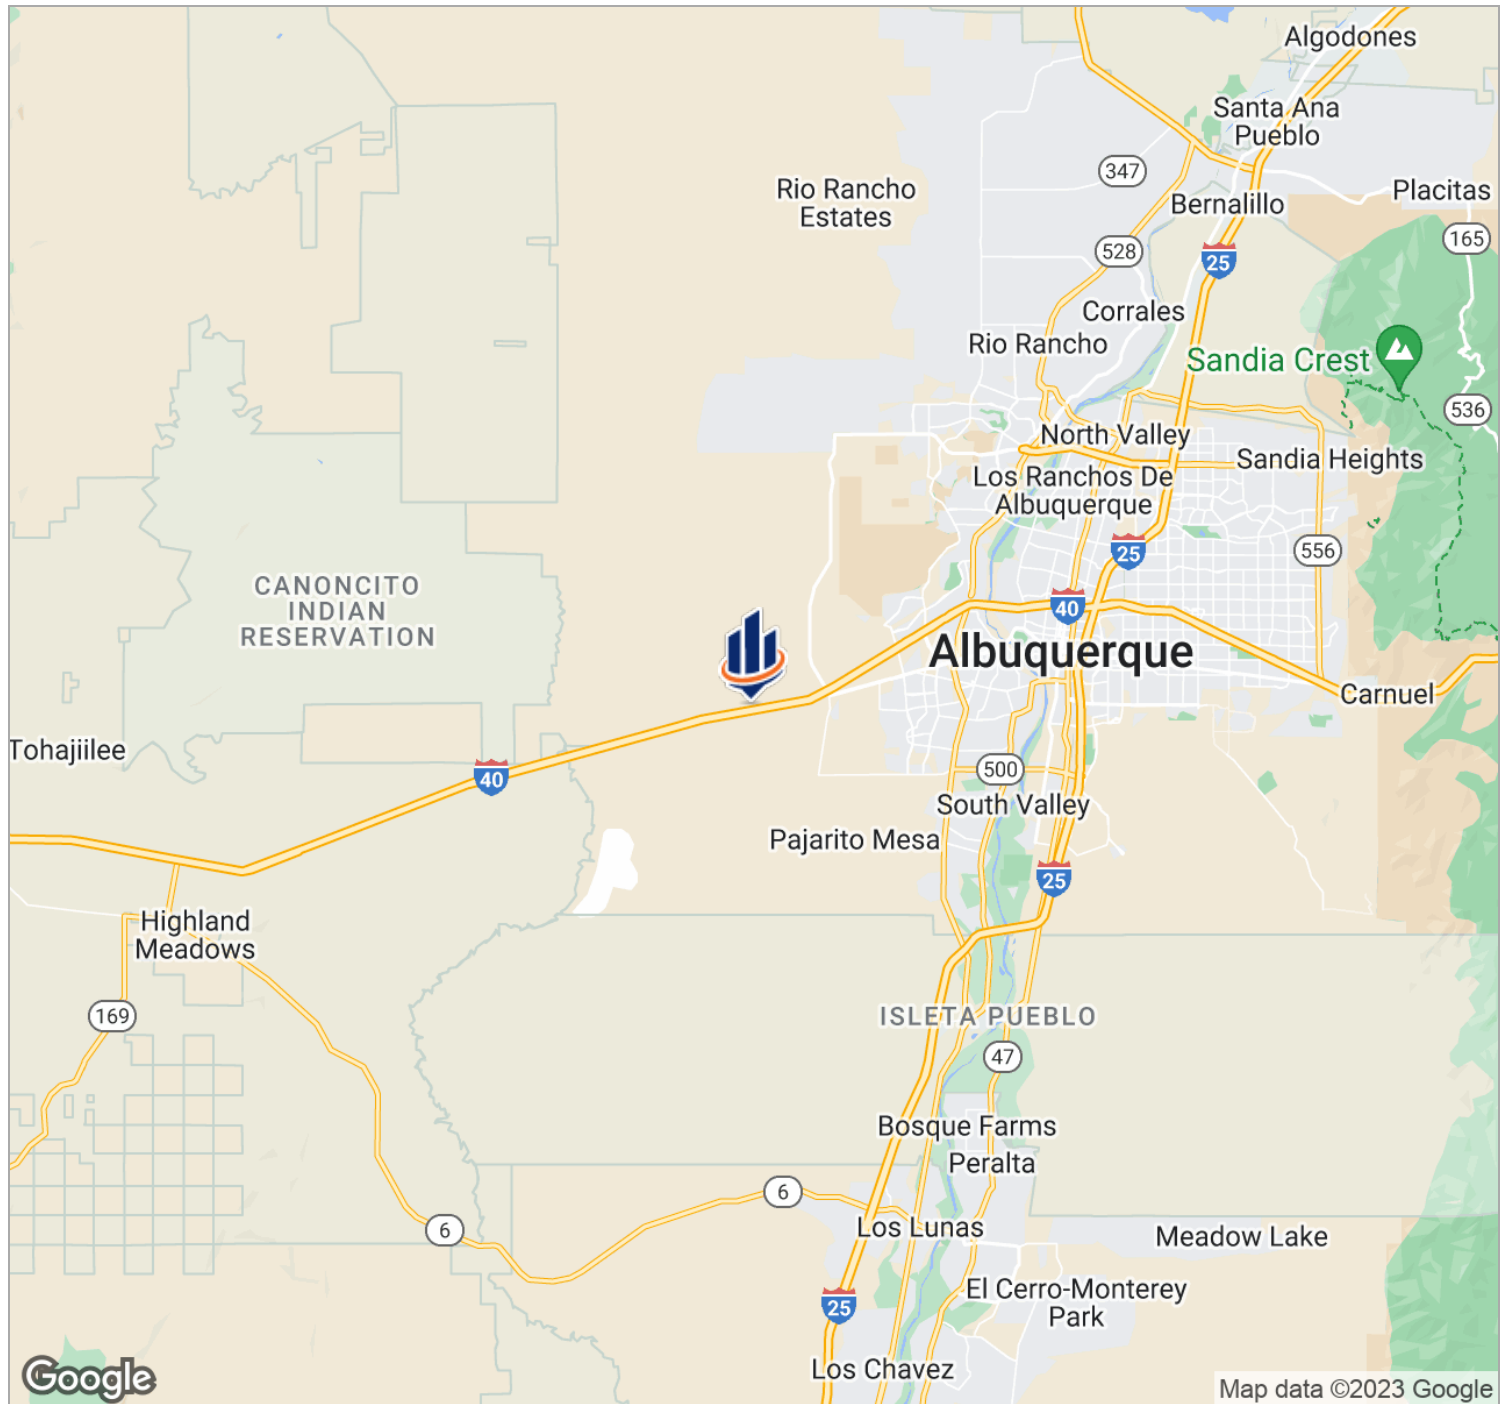 Algodones
Santa Ana
Pueblo
347
Rio Rancho
Estates
Placitas
Bernalillo
165
528
25
Corrales
Rio Rancho
Sandia Crest
536
North Valley
Sandia Heights
Los Ranchos De
Albuquerque
25
556
CANONCITO
INDIAN
RESERVATION
40
Albuquerque
Carnuel
Tohajiilee
40
500
South Valley
Pajarito Mesa
25
Highland
Meadows
169
ISLETA PUEBLO
47
Bosque Farms
Peralta
6
6
Los Lunas
Meadow Lake
El Cerro-Monterey
Park
25
Los Chavez
Google
Map data ©2023 Google